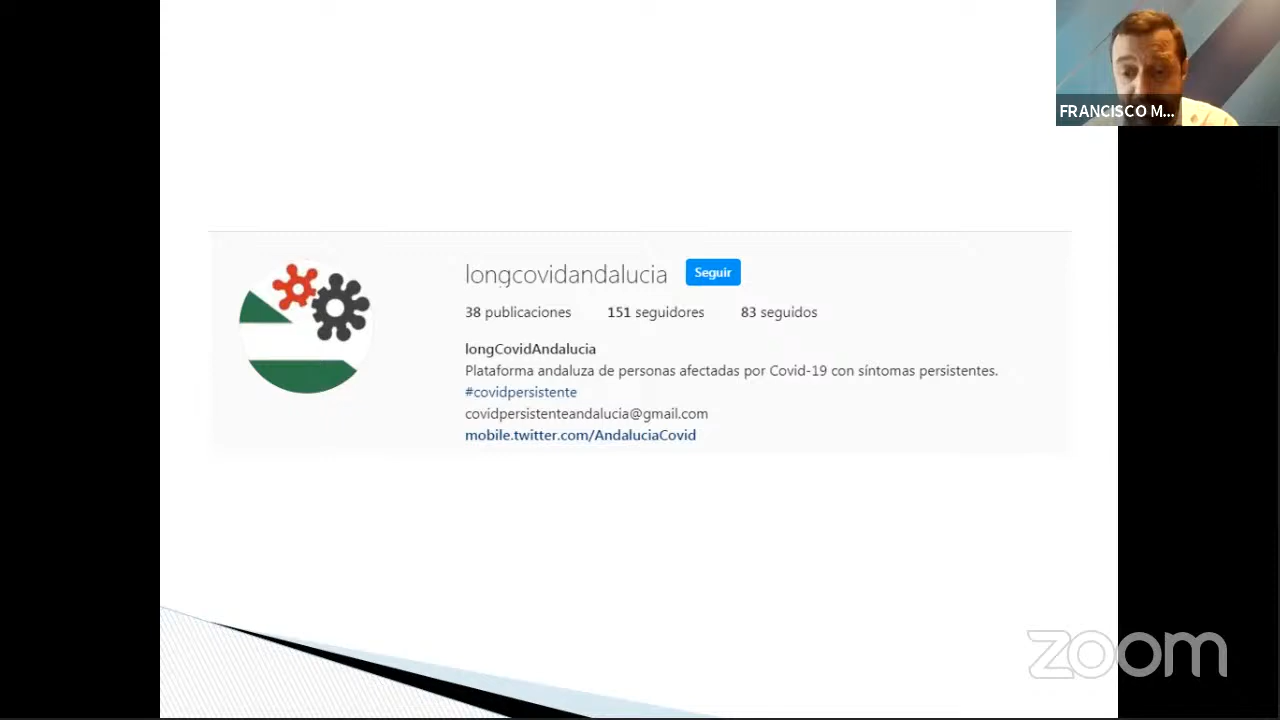 FRANCISCO M...
longcovidandalucia Seguir
38 publicaciones 151 seguidores 83 seguidos
longCovidAndalucia
Plataforma andaluza de personas afectadas por Covid-19 con síntomas persistentes.
#covidpersistente
covidpersistenteandalucia@gmail.com
mobile.twitter.com/AndaluciaCovid
zoom